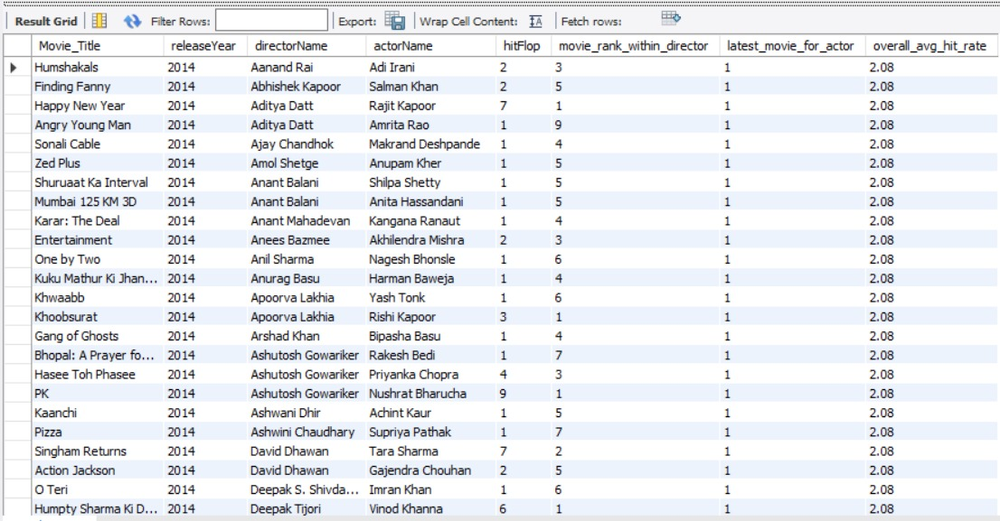 Result Grid Filter Rows: Export: Wrap Cell Content: IA Fetch rows:
Movie_Title releaseYear directorName actorName hitFlop movie_rank_within_director latest_movie_for_actor overall_avg_hit_rate
Humshakals 2014 Aanand Rai Adi Irani 2 3 1 2.08
Finding Fanny 2014 Abhishek Kapoor Salman Khan 2 5 1 2.08
Happy New Year 2014 Aditya Datt Rajit Kapoor 7 1 1 2.08
Angry Young Man 2014 Aditya Datt Amrita Rao 1 9 1 2.08
Sonali Cable 2014 Ajay Chandhok Makrand Deshpande 1 4 1 2.08
Zed Plus 2014 Amol Shetge Anupam Kher 1 5 1 2.08
Shuruaat Ka Interval 2014 Anant Balani Shilpa Shetty 1 5 1 2.08
Mumbai 125 KM 3D 2014 Anant Balani Anita Hassandani 1 5 1 2.08
Karar: The Deal 2014 Anant Mahadevan Kangana Ranaut 1 4 1 2.08
Entertainment 2014 Anees Bazmee Akhilendra Mishra 2 3 1 2.08
One by Two 2014 Anil Sharma Nagesh Bhonsle 1 6 1 2.08
Kuku Mathur Ki Jhan... 2014 Anurag Basu Harman Baweja 1 4 1 2.08
Khwaabb 2014 Apoorva Lakhia Yash Tonk 1 6 1 2.08
Khoobsurat 2014 Apoorva Lakhia Rishi Kapoor 3 1 1 2.08
Gang of Ghosts 2014 Arshad Khan Bipasha Basu 1 4 1 2.08
Bhopal: A Prayer fo... 2014 Ashutosh Gowariker Rakesh Bedi 1 7 1 2.08
Hasee Toh Phasee 2014 Ashutosh Gowariker Priyanka Chopra 4 3 1 2.08
PK 2014 Ashutosh Gowariker Nushrat Bharucha 9 1 1 2.08
Kaanchi 2014 Ashwani Dhir Achint Kaur 1 5 1 2.08
Pizza 2014 Ashwini Chaudhary Supriya Pathak 1 7 1 2.08
Singham Returns 2014 David Dhawan Tara Sharma 7 2 1 2.08
Action Jackson 2014 David Dhawan Gajendra Chouhan 2 5 1 2.08
O Teri 2014 Deepak S. Shivda... Imran Khan 1 6 1 2.08
Humpty Sharma Ki D... 2014 Deepak Tijori Vinod Khanna 6 1 1 2.08